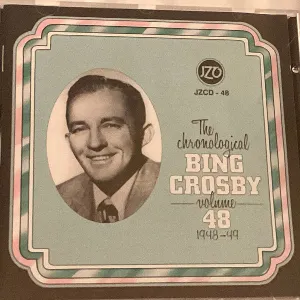 JZO
JZCD - 48
The
chronological
BING
CROSBY
volume
48
1948-49